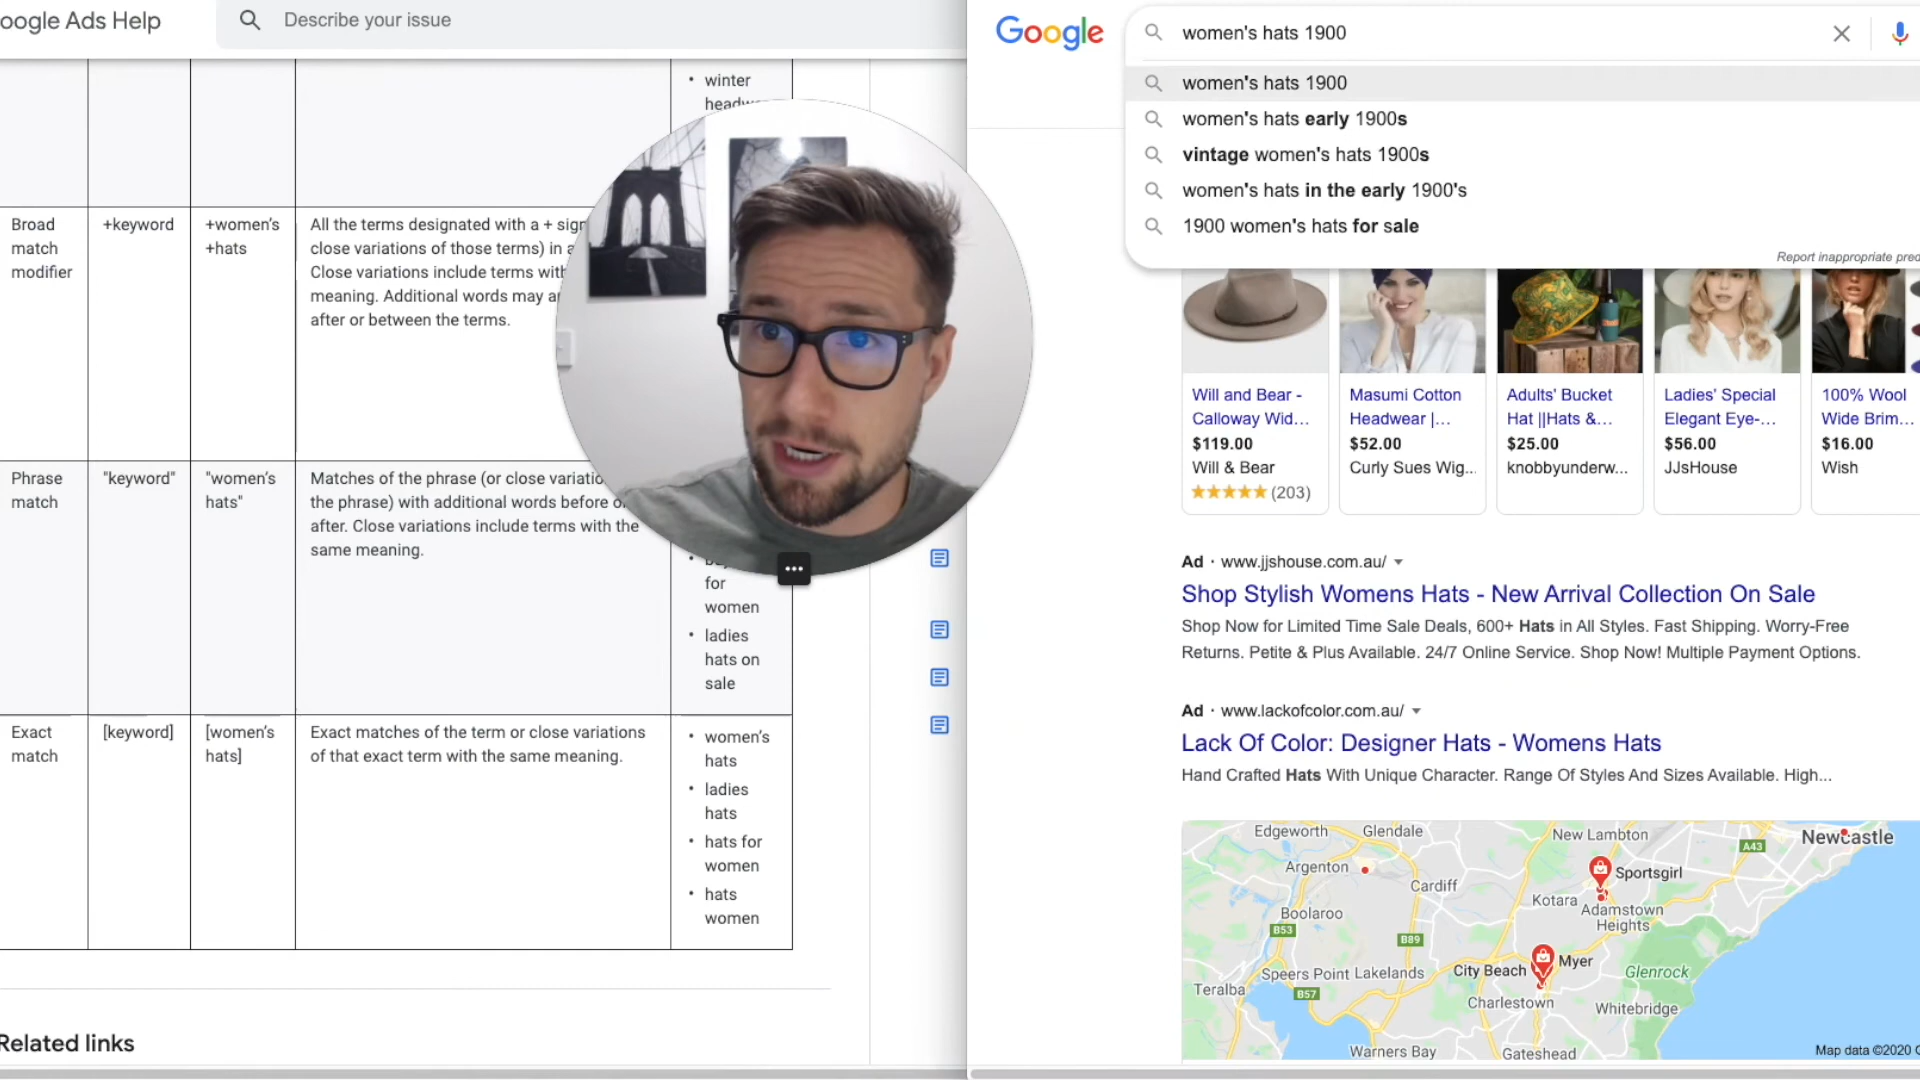 oogle Ads Help
Describe your issue
winter
Broad
match
modifier
+keyword
+women's
+hats
All the terms designated with a + sign
close variations of those terms) in a
Close variations include terms with
meaning. Additional words may
after or between the terms.
Phrase
match
"keyword"
"women's
hats"
Matches of the phrase (or close variatio
the phrase) with additional words before
after. Close variations include terms with the
same meaning.
for
women
ladies
hats on
sale
Exact
match
[keyword]
[women's
hats]
Exact matches of the term or close variations
of that exact term with the same meaning.
women's
hats
ladies
hats
hats for
women
hats
women
Related links
Google
women's hats 1900
women's hats 1900
women's hats early 1900s
vintage women's hats 1900s
women's hats in the early 1900's
1900 women's hats for sale
Report inappropriate pred
Will and Bear -
Calloway Wid...
$119.00
Will & Bear
(203)
Masumi Cotton
Headwear |...
$52.00
Curly Sues Wig...
Adults' Bucket
Hat ||Hats &...
$25.00
knobbyunderw...
Ladies' Special
Elegant Eye-...
$56.00
JJsHouse
100% Wool
Wide Brim...
$16.00
Wish
Ad · www.jjshouse.com.au/
Shop Stylish Womens Hats - New Arrival Collection On Sale
Shop Now for Limited Time Sale Deals, 600+ Hats in All Styles. Fast Shipping. Worry-Free
Returns. Petite & Plus Available. 24/7 Online Service. Shop Now! Multiple Payment Options.
Ad · www.lackofcolor.com.au/
Lack Of Color: Designer Hats - Womens Hats
Hand Crafted Hats With Unique Character. Range Of Styles And Sizes Available. High...
Edgeworth
Glendale
New Lambton
Newcastle
A43
Argenton
Sportsgirl
Cardiff
Kotara
Adamstown
Heights
Boolaroo
B53
B89
City Beach
Myer
Speers Point
Lakelands
Glenrock
Teralba
B57
Charlestown
Whitebridge
Warners Bay
Gateshead
Map data ©2020